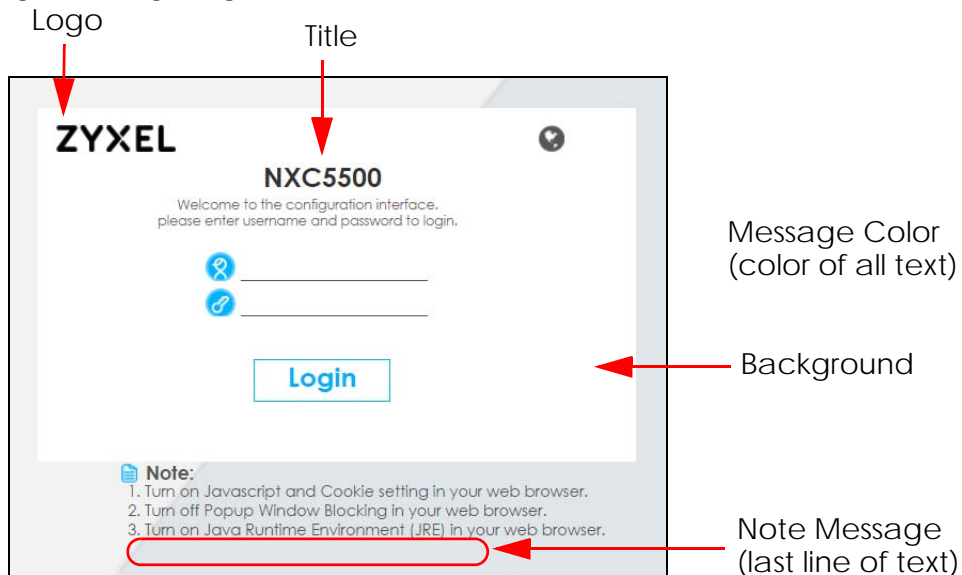 Logo
Title
ZYXEL
NXC5500
Welcome to the configuration interface.
please enter username and password to login.
Message Color
(color of all text)
Background
Login
Note:
1. Turn on Javascript and Cookie setting in your web browser.
2. Turn off Popup Window Blocking in your web browser.
3. Turn on Java Runtime Environment (JRE) in your web browser.
Note Message
(last line of text)